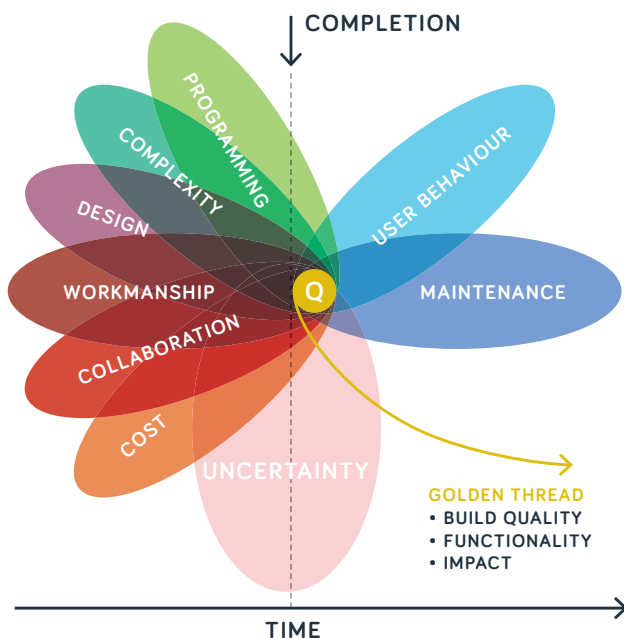 COMPLETION
PROGRAMMING
COMPLEXITY
USER BEHAVIOUR
DESIGN
WORKMANSHIP
Q
MAINTENANCE
COLLABORATION
COST
UNCERTAINTY
GOLDEN THREAD
• BUILD QUALITY
• FUNCTIONALITY
• IMPACT
TIME